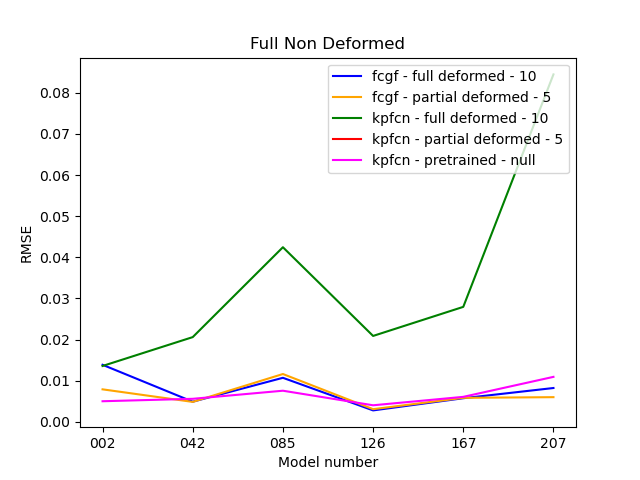 Full Non Deformed
fcgf - full deformed - 10
fcgf - partial deformed - 5
kpfcn - full deformed - 10
kpfcn - partial deformed - 5
kpfcn - pretrained - null
0.08
0.07
0.06
0.05
0.04
0.03
0.02
0.01
0.00
RMSE
002 042 085 126 167 207
Model number